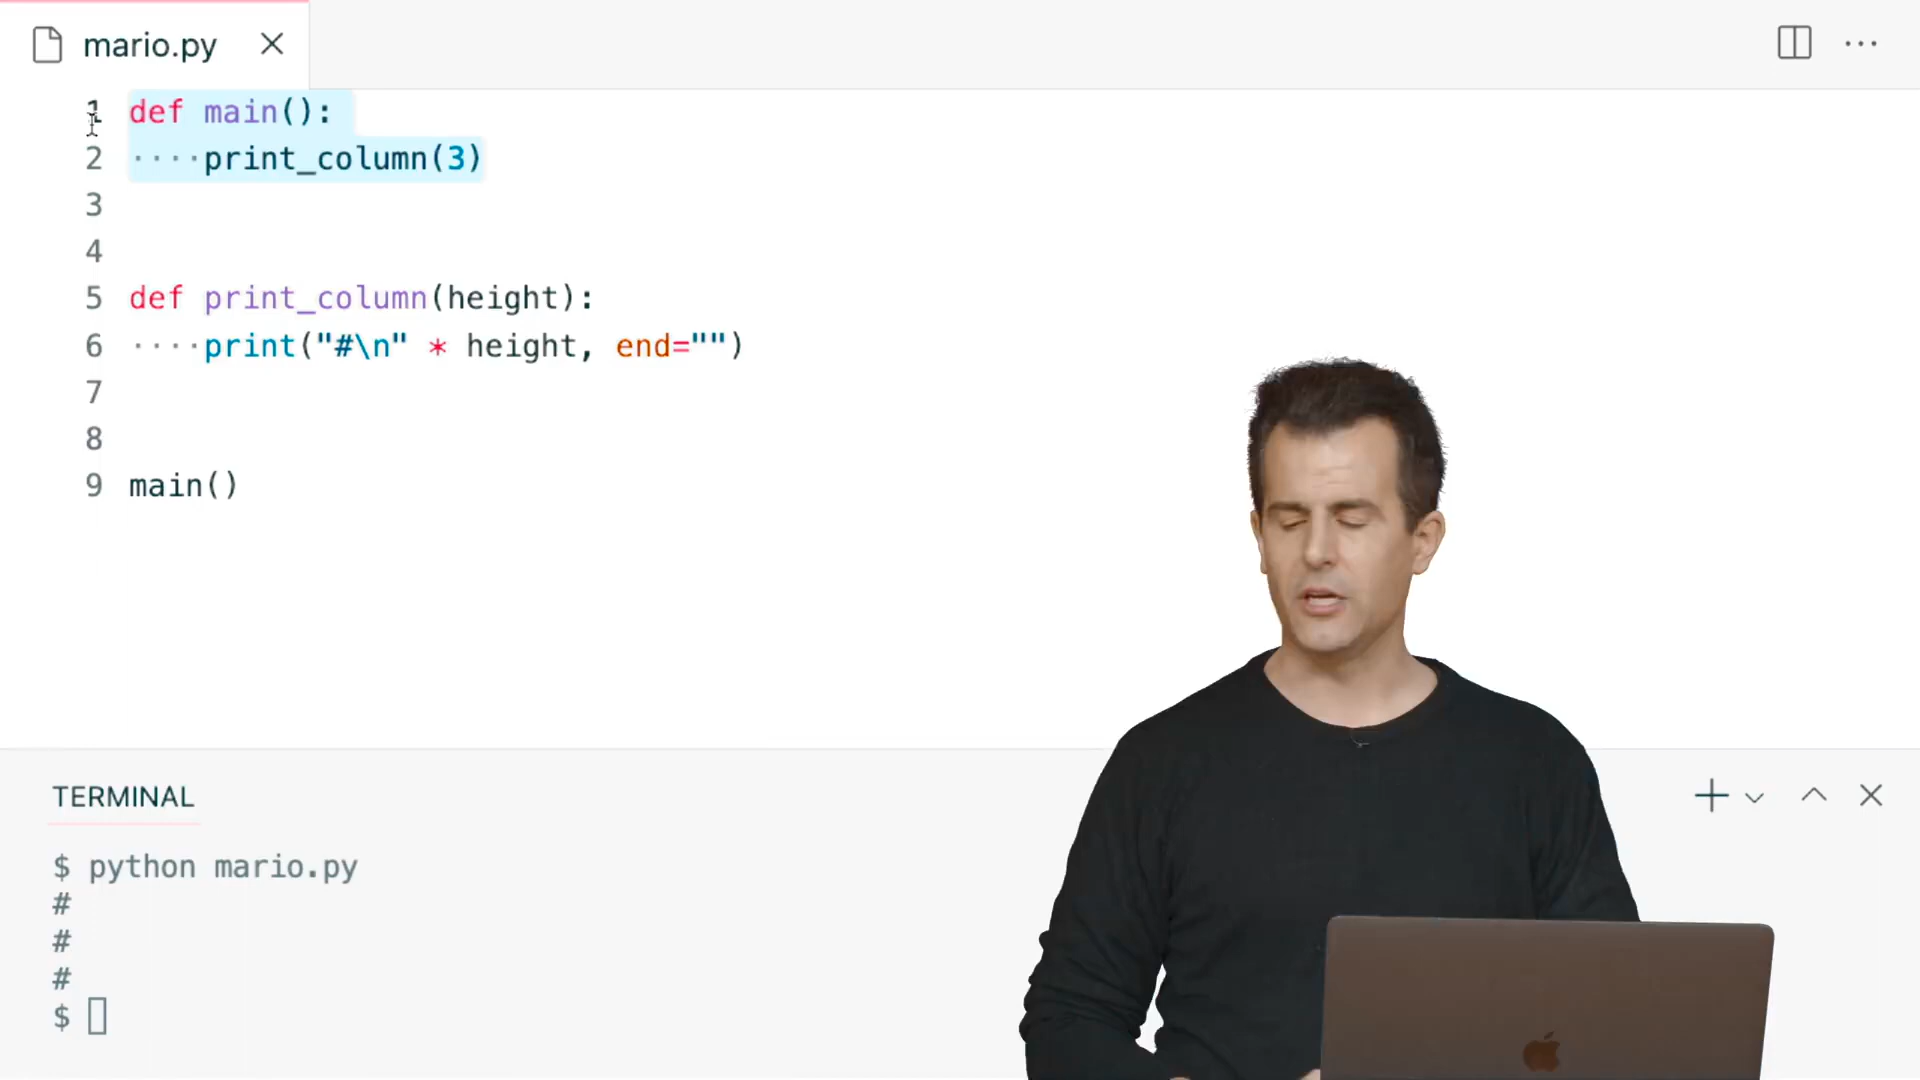 mario.py
1 def main():
2 ····print_column(3)
3
4
5 def print_column(height):
6 ····print("#\n" * height, end="")
7
8
9 main()
TERMINAL
$ python mario.py
#
#
#
$